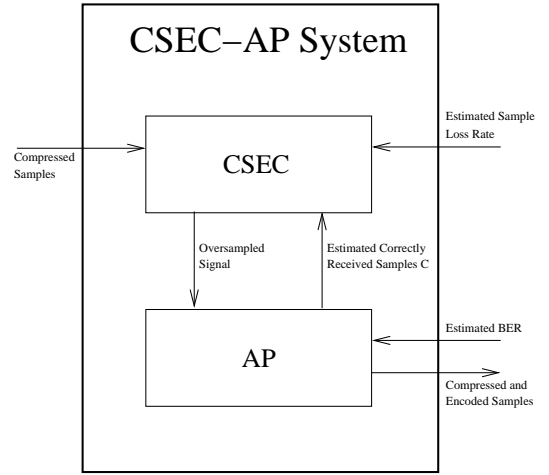 CSEC–AP System
Estimated Sample
Loss Rate
Compressed
Samples
CSEC
Oversampled
Signal
Estimated Correctly
Received Samples C
Estimated BER
AP
Compressed and
Encoded Samples